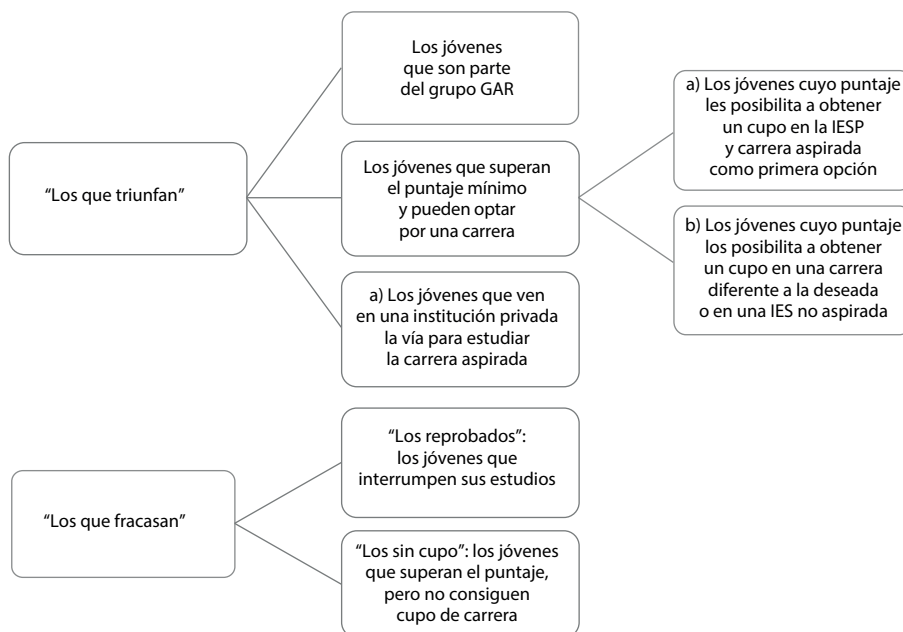 Los jóvenes
que son parte
del grupo GAR
a) Los jóvenes cuyo puntaje
les posibilita a obtener
un cupo en la IESP
y carrera aspirada
como primera opción
“Los que triunfan”
Los jóvenes que superan
el puntaje mínimo
y pueden optar
por una carrera
b) Los jóvenes cuyo puntaje
los posibilita a obtener
un cupo en una carrera
diferente a la deseada
o en una IES no aspirada
a) Los jóvenes que ven
en una institución privada
la vía para estudiar
la carrera aspirada
“Los reprobados”:
los jóvenes que
interrumpen sus estudios
“Los que fracasan”
“Los sin cupo”: los jóvenes
que superan el puntaje,
pero no consiguen
cupo de carrera